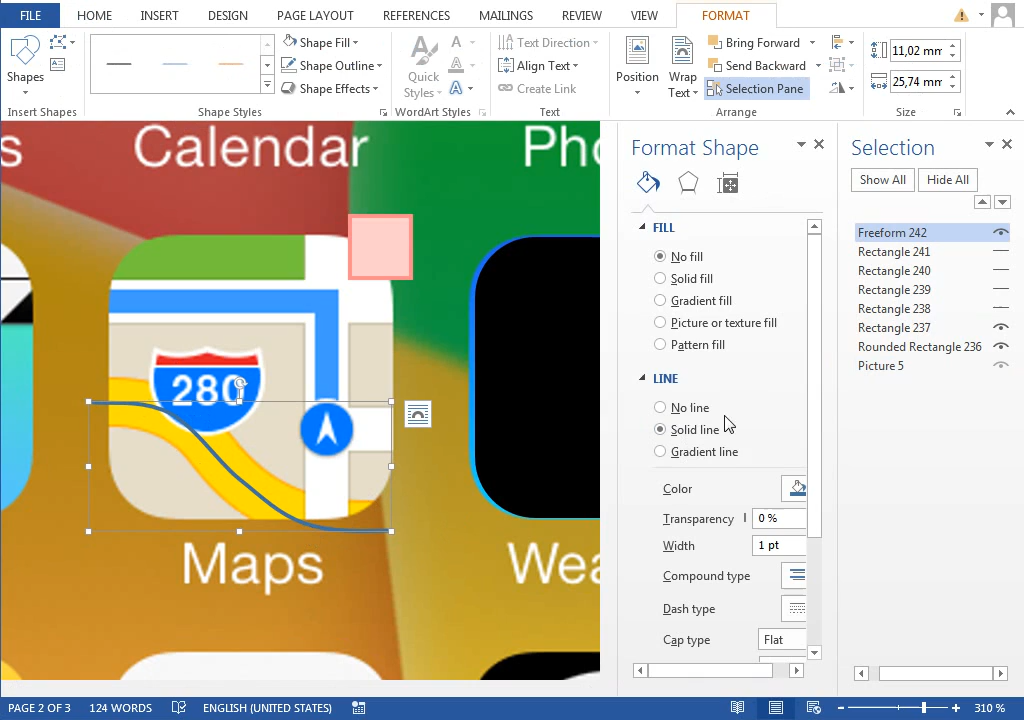 FILE HOME INSERT DESIGN PAGE LAYOUT REFERENCES MAILINGS REVIEW VIEW FORMAT
Shapes
Insert Shapes
Shape Fill
Shape Outline
Shape Effects
Shape Styles
Quick
Styles
WordArt Styles
Text Direction
Align Text
Create Link
Text
Position
Wrap
Text
Bring Forward
Send Backward
Selection Pane
Arrange
11,02 mm
25,74 mm
Size
s Calendar Pho
280
Maps Wea
Format Shape
FILL
No fill
Solid fill
Gradient fill
Picture or texture fill
Pattern fill
LINE
No line
Solid line
Gradient line
Color
Transparency 0 %
Width 1 pt
Compound type
Dash type
Cap type Flat
Selection
Show All Hide All
Freeform 242
Rectangle 241
Rectangle 240
Rectangle 239
Rectangle 238
Rectangle 237
Rounded Rectangle 236
Picture 5
PAGE 2 OF 3 124 WORDS ENGLISH (UNITED STATES) 310 %